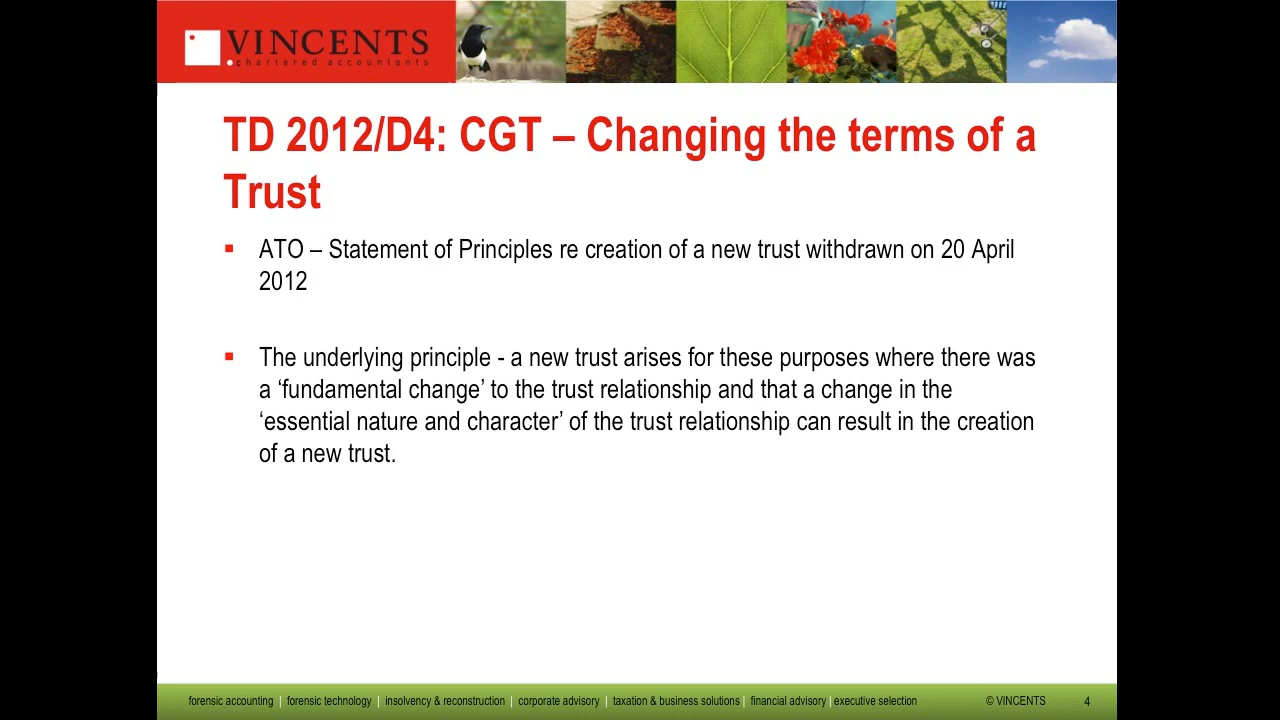 VINCENTS
chartered accountants
TD 2012/D4: CGT – Changing the terms of a
Trust
ATO – Statement of Principles re creation of a new trust withdrawn on 20 April
2012
The underlying principle - a new trust arises for these purposes where there was
a ‘fundamental change’ to the trust relationship and that a change in the
‘essential nature and character’ of the trust relationship can result in the creation
of a new trust.
forensic accounting | forensic technology | insolvency & reconstruction | corporate advisory | taxation & business solutions | financial advisory | executive selection © VINCENTS 4